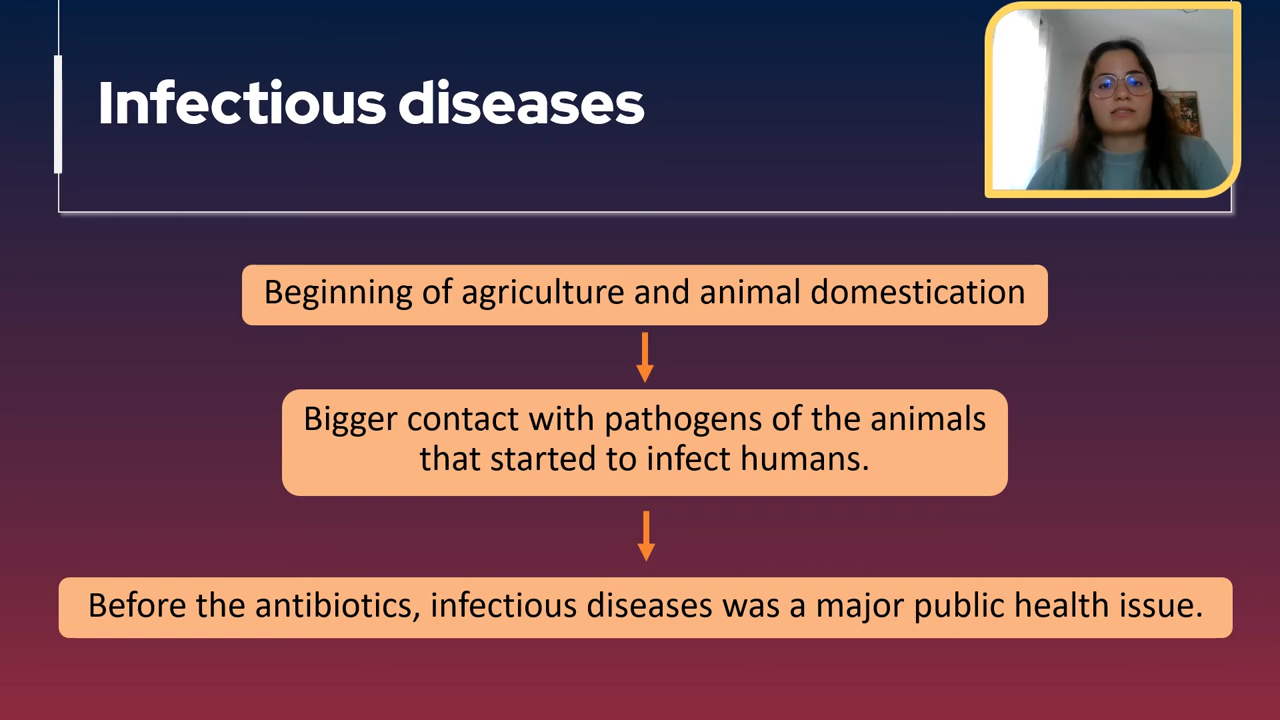 Infectious diseases
Beginning of agriculture and animal domestication
Bigger contact with pathogens of the animals
that started to infect humans.
Before the antibiotics, infectious diseases was a major public health issue.